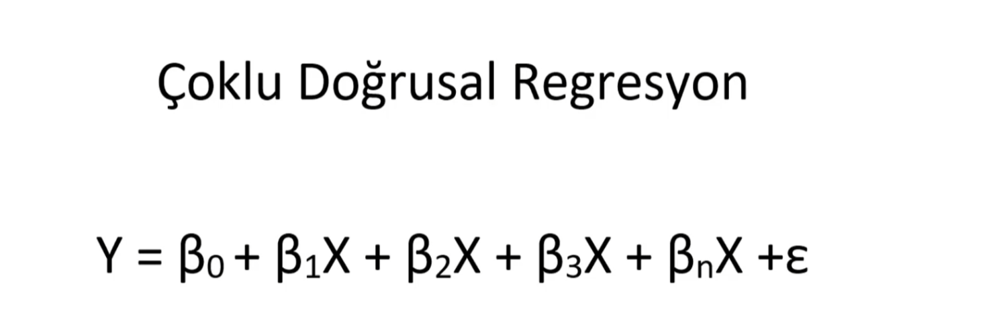 Çoklu Doğrusal Regresyon
Y = β₀ + β₁X + β₂X + β₃X + βₙX +ε